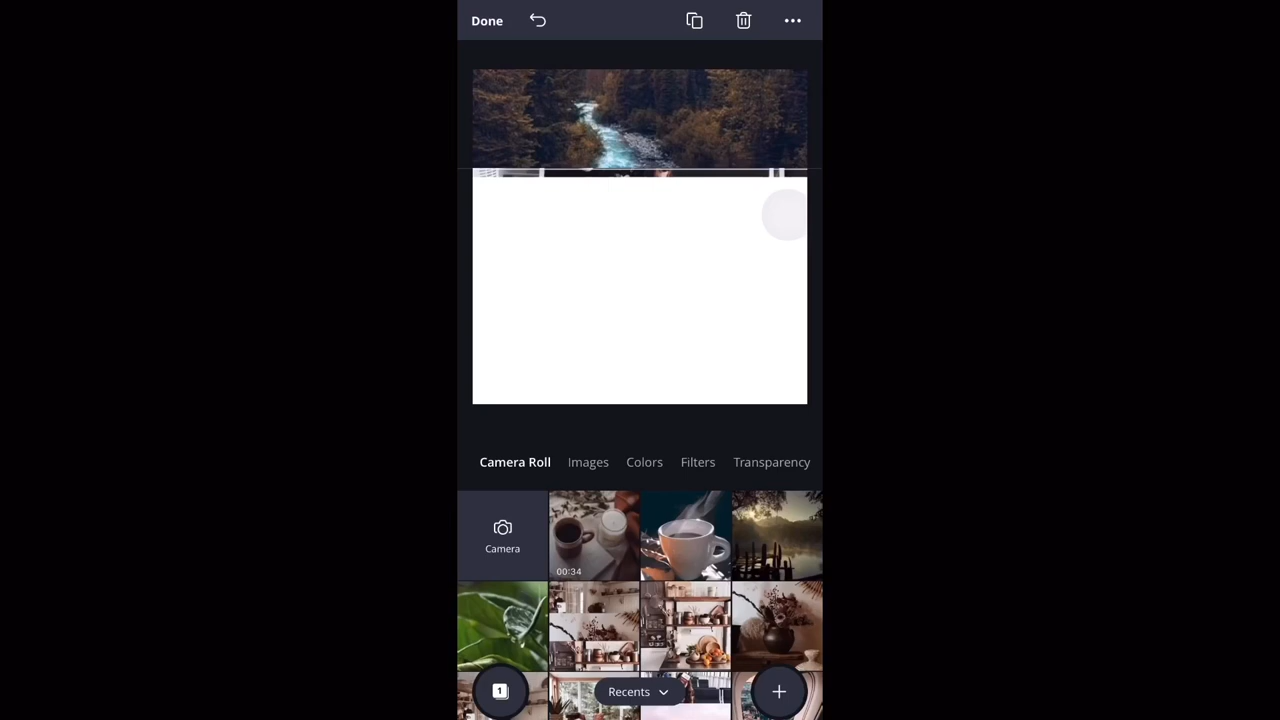 Done
Camera Roll Images Colors Filters Transparency
Camera
00:34
1 Recents